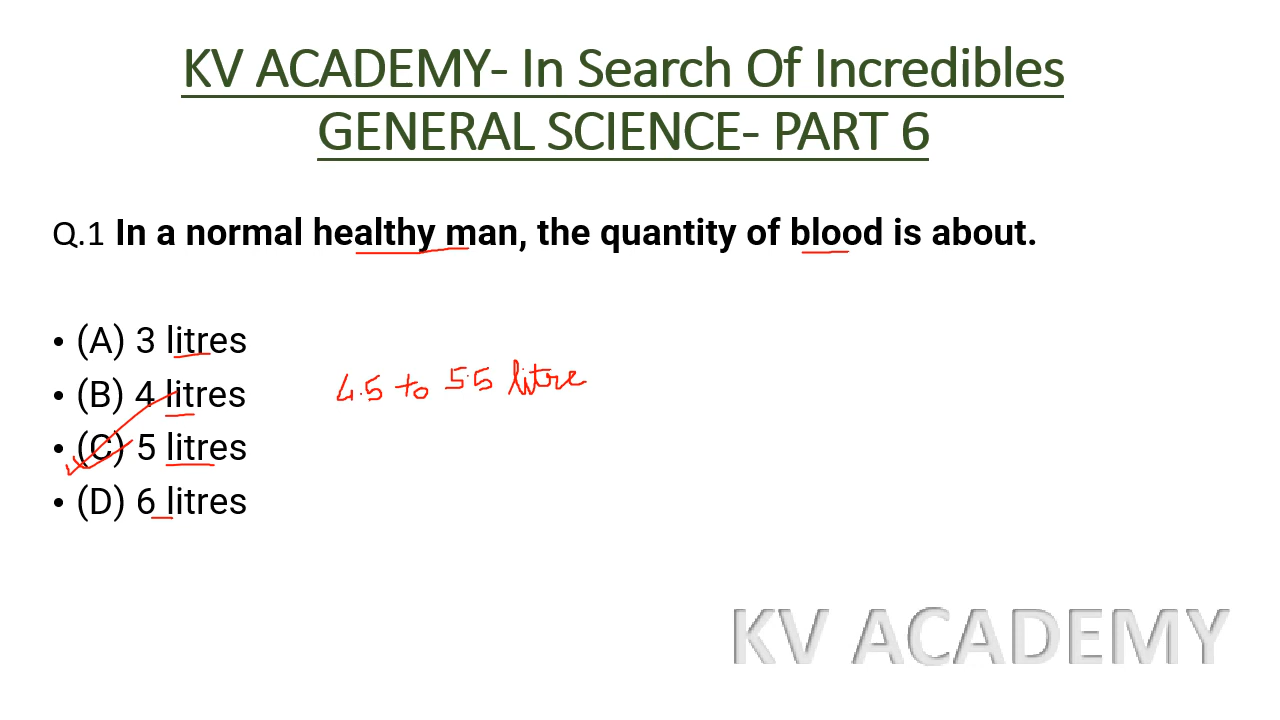 KV ACADEMY- In Search Of Incredibles
GENERAL SCIENCE- PART 6
Q.1 In a normal healthy man, the quantity of blood is about.
• (A) 3 litres
• (B) 4 litres
4.5 to 5.5 litre
• (C) 5 litres
• (D) 6 litres
KV ACADEMY